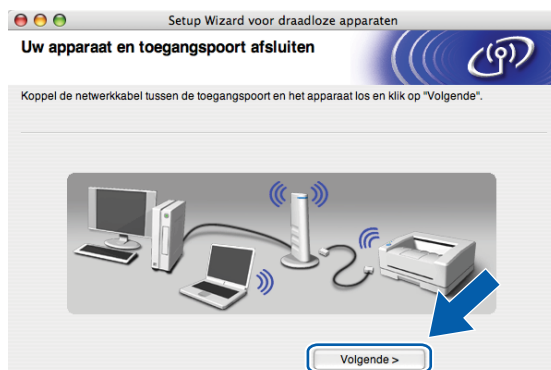 Setup Wizard voor draadloze apparaten
Uw apparaat en toegangspoort afsluiten
Koppel de netwerkkabel tussen de toegangspoort en het apparaat los en klik op "Volgende".
Volgende >